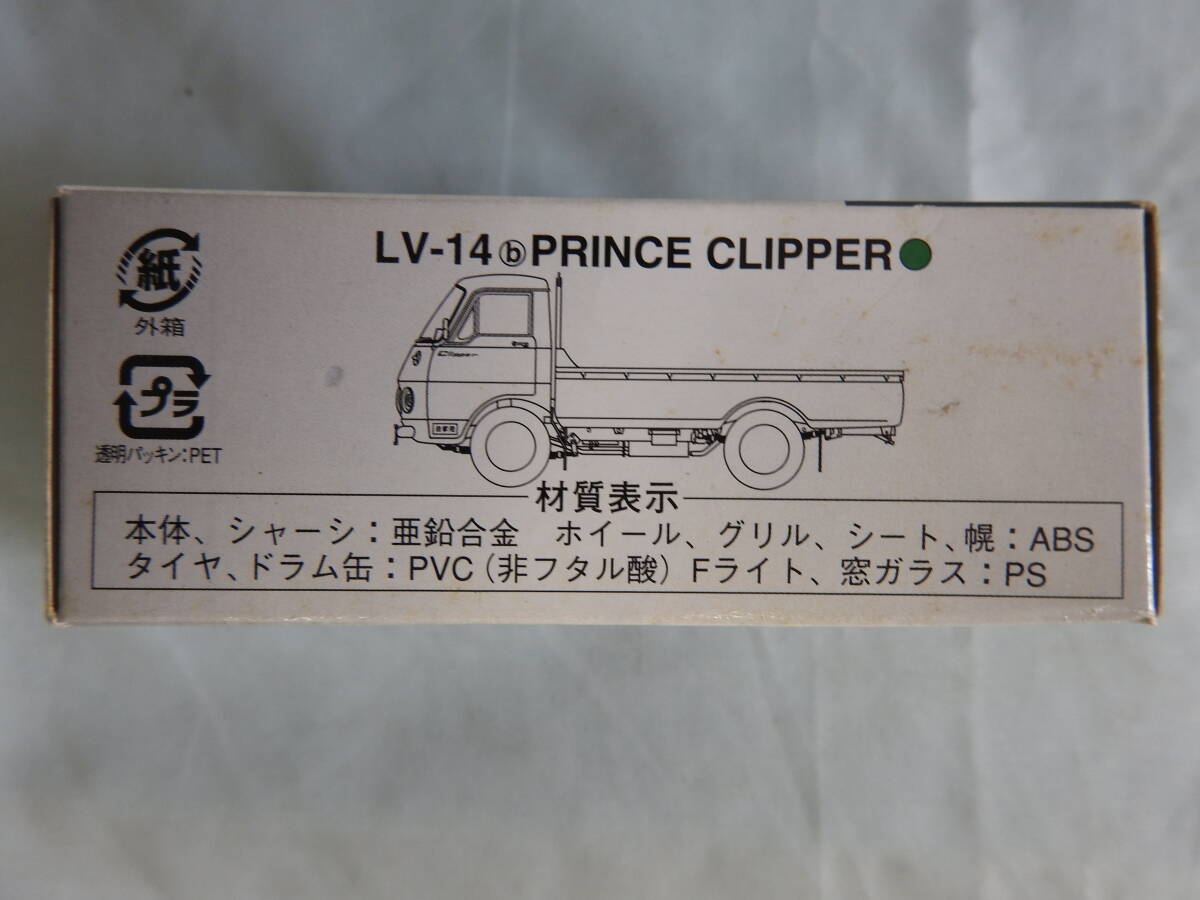 LV-14 ⓑ PRINCE CLIPPER
紙
外箱
プラ
透明パッキン:PET
Clipper
材質表示
本体、シャーシ:亜鉛合金 ホイール、グリル、シート、幌:ABS
タイヤ、ドラム缶:PVC(非フタル酸) Fライト、窓ガラス:PS